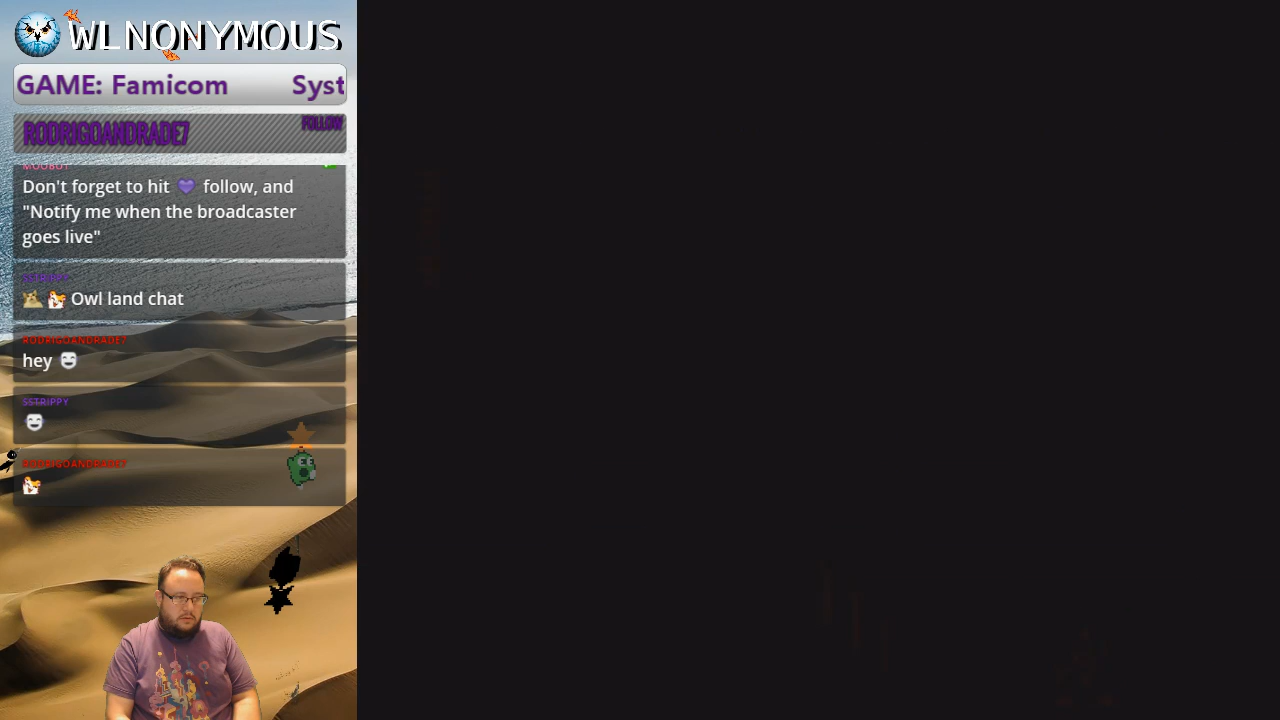 WLNONYMOUS
GAME: Famicom Syst
RODRIGOANDRADE7 FOLLOW
MOOBOT
Don't forget to hit follow, and
"Notify me when the broadcaster
goes live"
SSTRIPPY
Owl land chat
RODRIGOANDRADE7
hey
SSTRIPPY
RODRIGOANDRADE7